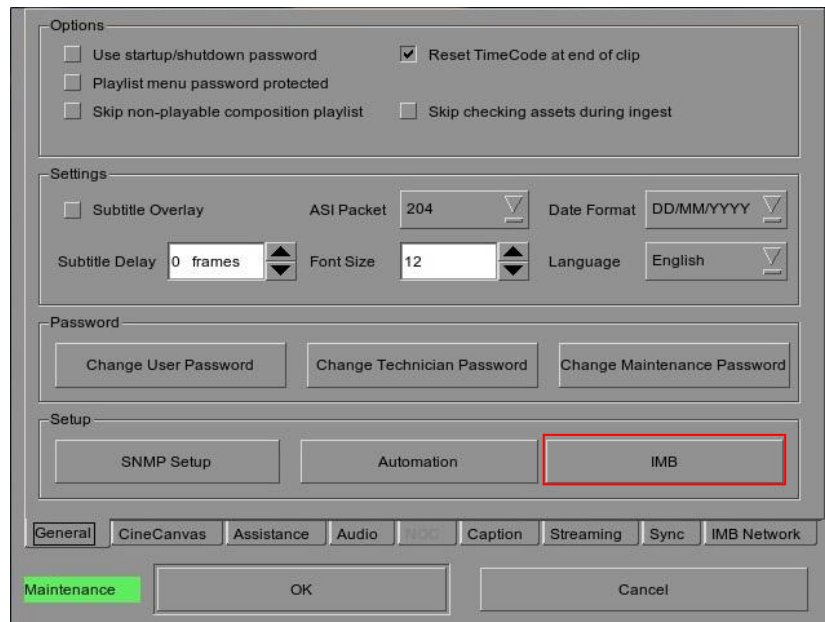 Options
Use startup/shutdown password
Reset TimeCode at end of clip
Playlist menu password protected
Skip non-playable composition playlist
Skip checking assets during ingest
Settings
Subtitle Overlay
ASI Packet
204
Date Format
DD/MM/YYYY
Subtitle Delay
0 frames
Font Size
12
Language
English
Password
Change User Password
Change Technician Password
Change Maintenance Password
Setup
SNMP Setup
Automation
IMB
General
CineCanvas
Assistance
Audio
NOC
Caption
Streaming
Sync
IMB Network
Maintenance
OK
Cancel